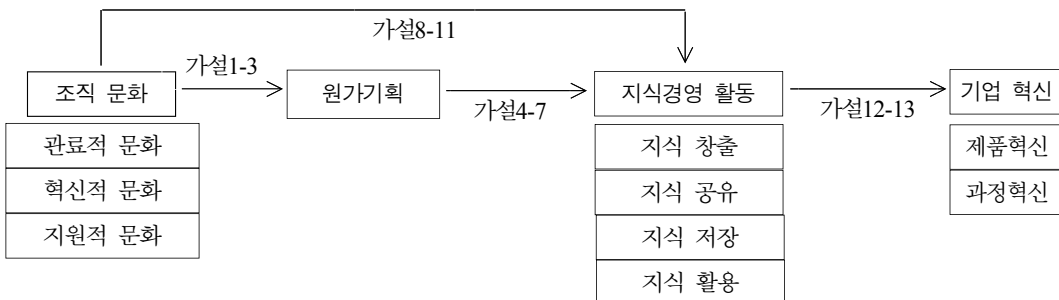 가설8-11
가설1-3
조직 문화
원가기획
지식경영 활동
기업 혁신
가설4-7
가설12-13
관료적 문화
지식 창출
제품혁신
혁신적 문화
지식 공유
과정혁신
지원적 문화
지식 저장
지식 활용